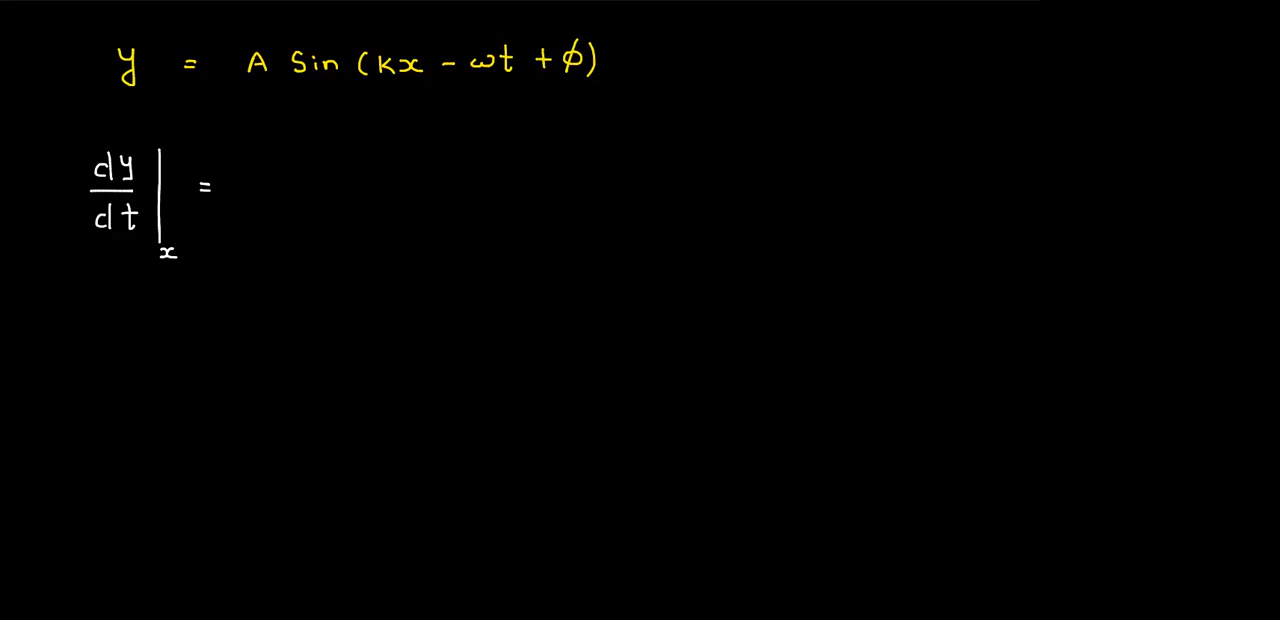 y = A Sin (kx - ωt + ϕ)
dy/dt |x =